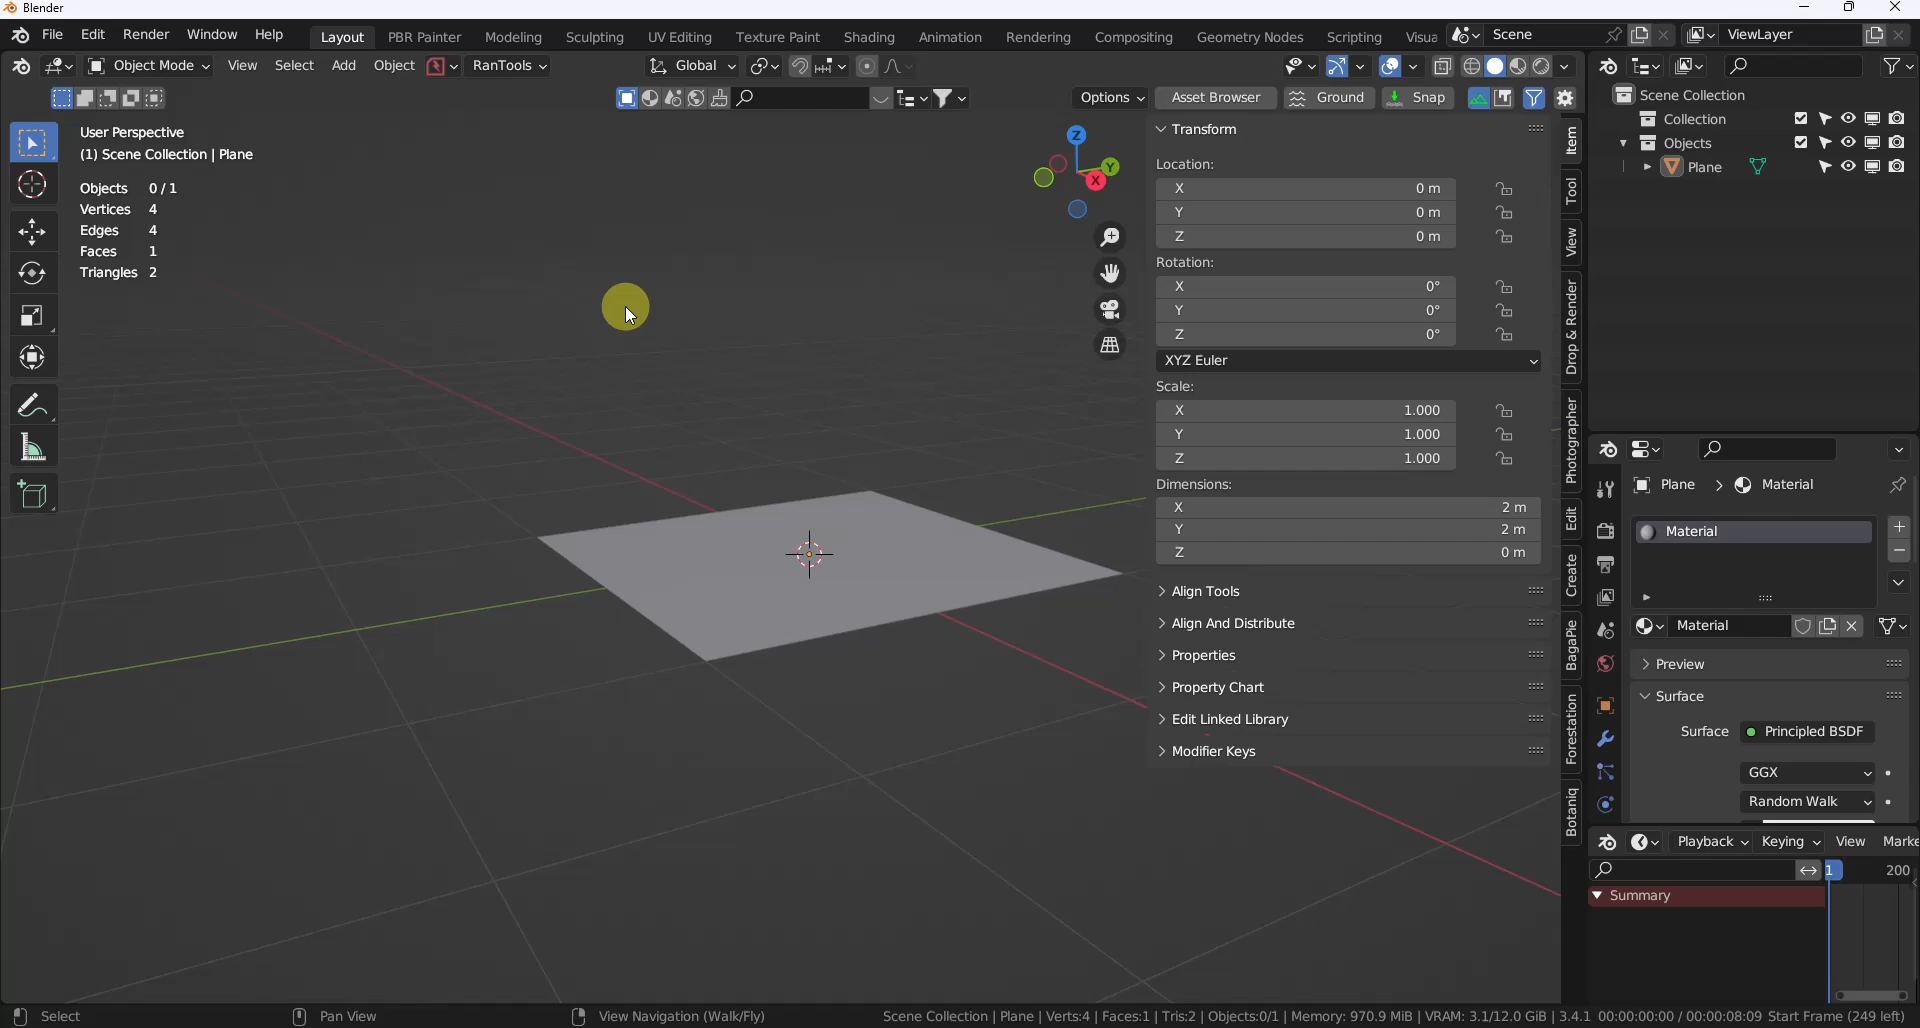 Blender
File Edit Render Window Help Layout PBR Painter Modeling Sculpting UV Editing Texture Paint Shading Animation Rendering Compositing Geometry Nodes Scripting Visua Scene ViewLayer
Object Mode View Select Add Object RanTools Global
Options Asset Browser Ground Snap
User Perspective
(1) Scene Collection | Plane
Objects 0/1
Vertices 4
Edges 4
Faces 1
Triangles 2
Z
Y
X
Transform
Location:
X 0 m
Y 0 m
Z 0 m
Rotation:
X 0°
Y 0°
Z 0°
XYZ Euler
Scale:
X 1.000
Y 1.000
Z 1.000
Dimensions:
X 2 m
Y 2 m
Z 0 m
Align Tools
Align And Distribute
Properties
Property Chart
Edit Linked Library
Modifier Keys
Item
Tool
View
Drop & Render
Photographer
Edit
Create
BagaPie
Forestation
Botaniq
Scene Collection
Collection
Objects
Plane
Plane Material
Material
Material
Preview
Surface
Surface Principled BSDF
GGX
Random Walk
Playback Keying View Marke
1 200
Summary
Select Pan View View Navigation (Walk/Fly) Scene Collection | Plane | Verts:4 | Faces:1 | Tris:2 | Objects:0/1 | Memory: 970.9 MiB | VRAM: 3.1/12.0 GiB | 3.4.1 00:00:00:00 / 00:00:08:09 Start Frame (249 left)